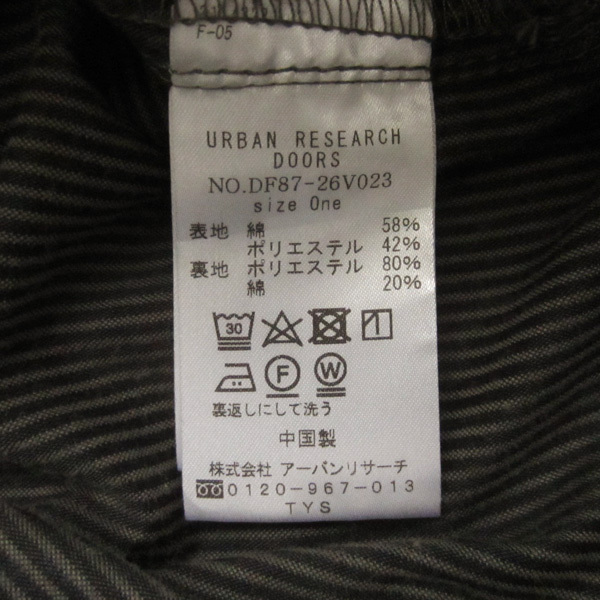 F-05
URBAN RESEARCH
DOORS
NO.DF87-26V023
size One
表地 綿 58%
ポリエステル 42%
裏地 ポリエステル 80%
綿 20%
30
F W
裏返しにして洗う
中国製
株式会社 アーバンリサーチ
0120-967-013
TYS